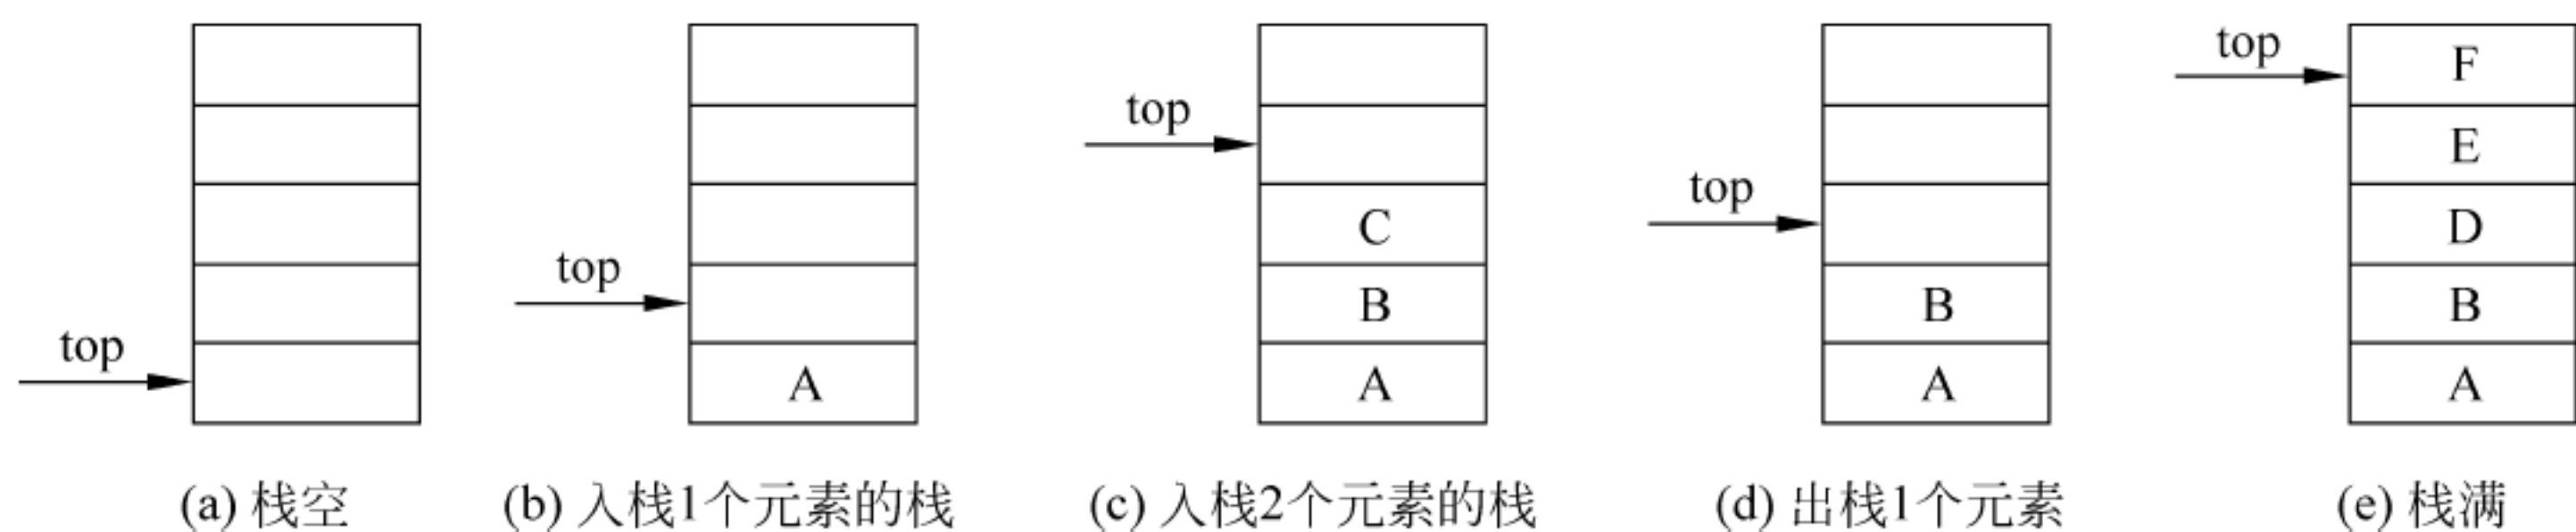 top
top
A
top
C
B
A
top
B
A
top
F
E
D
B
A
(a) 栈空
(b) 入栈1个元素的栈
(c) 入栈2个元素的栈
(d) 出栈1个元素
(e) 栈满